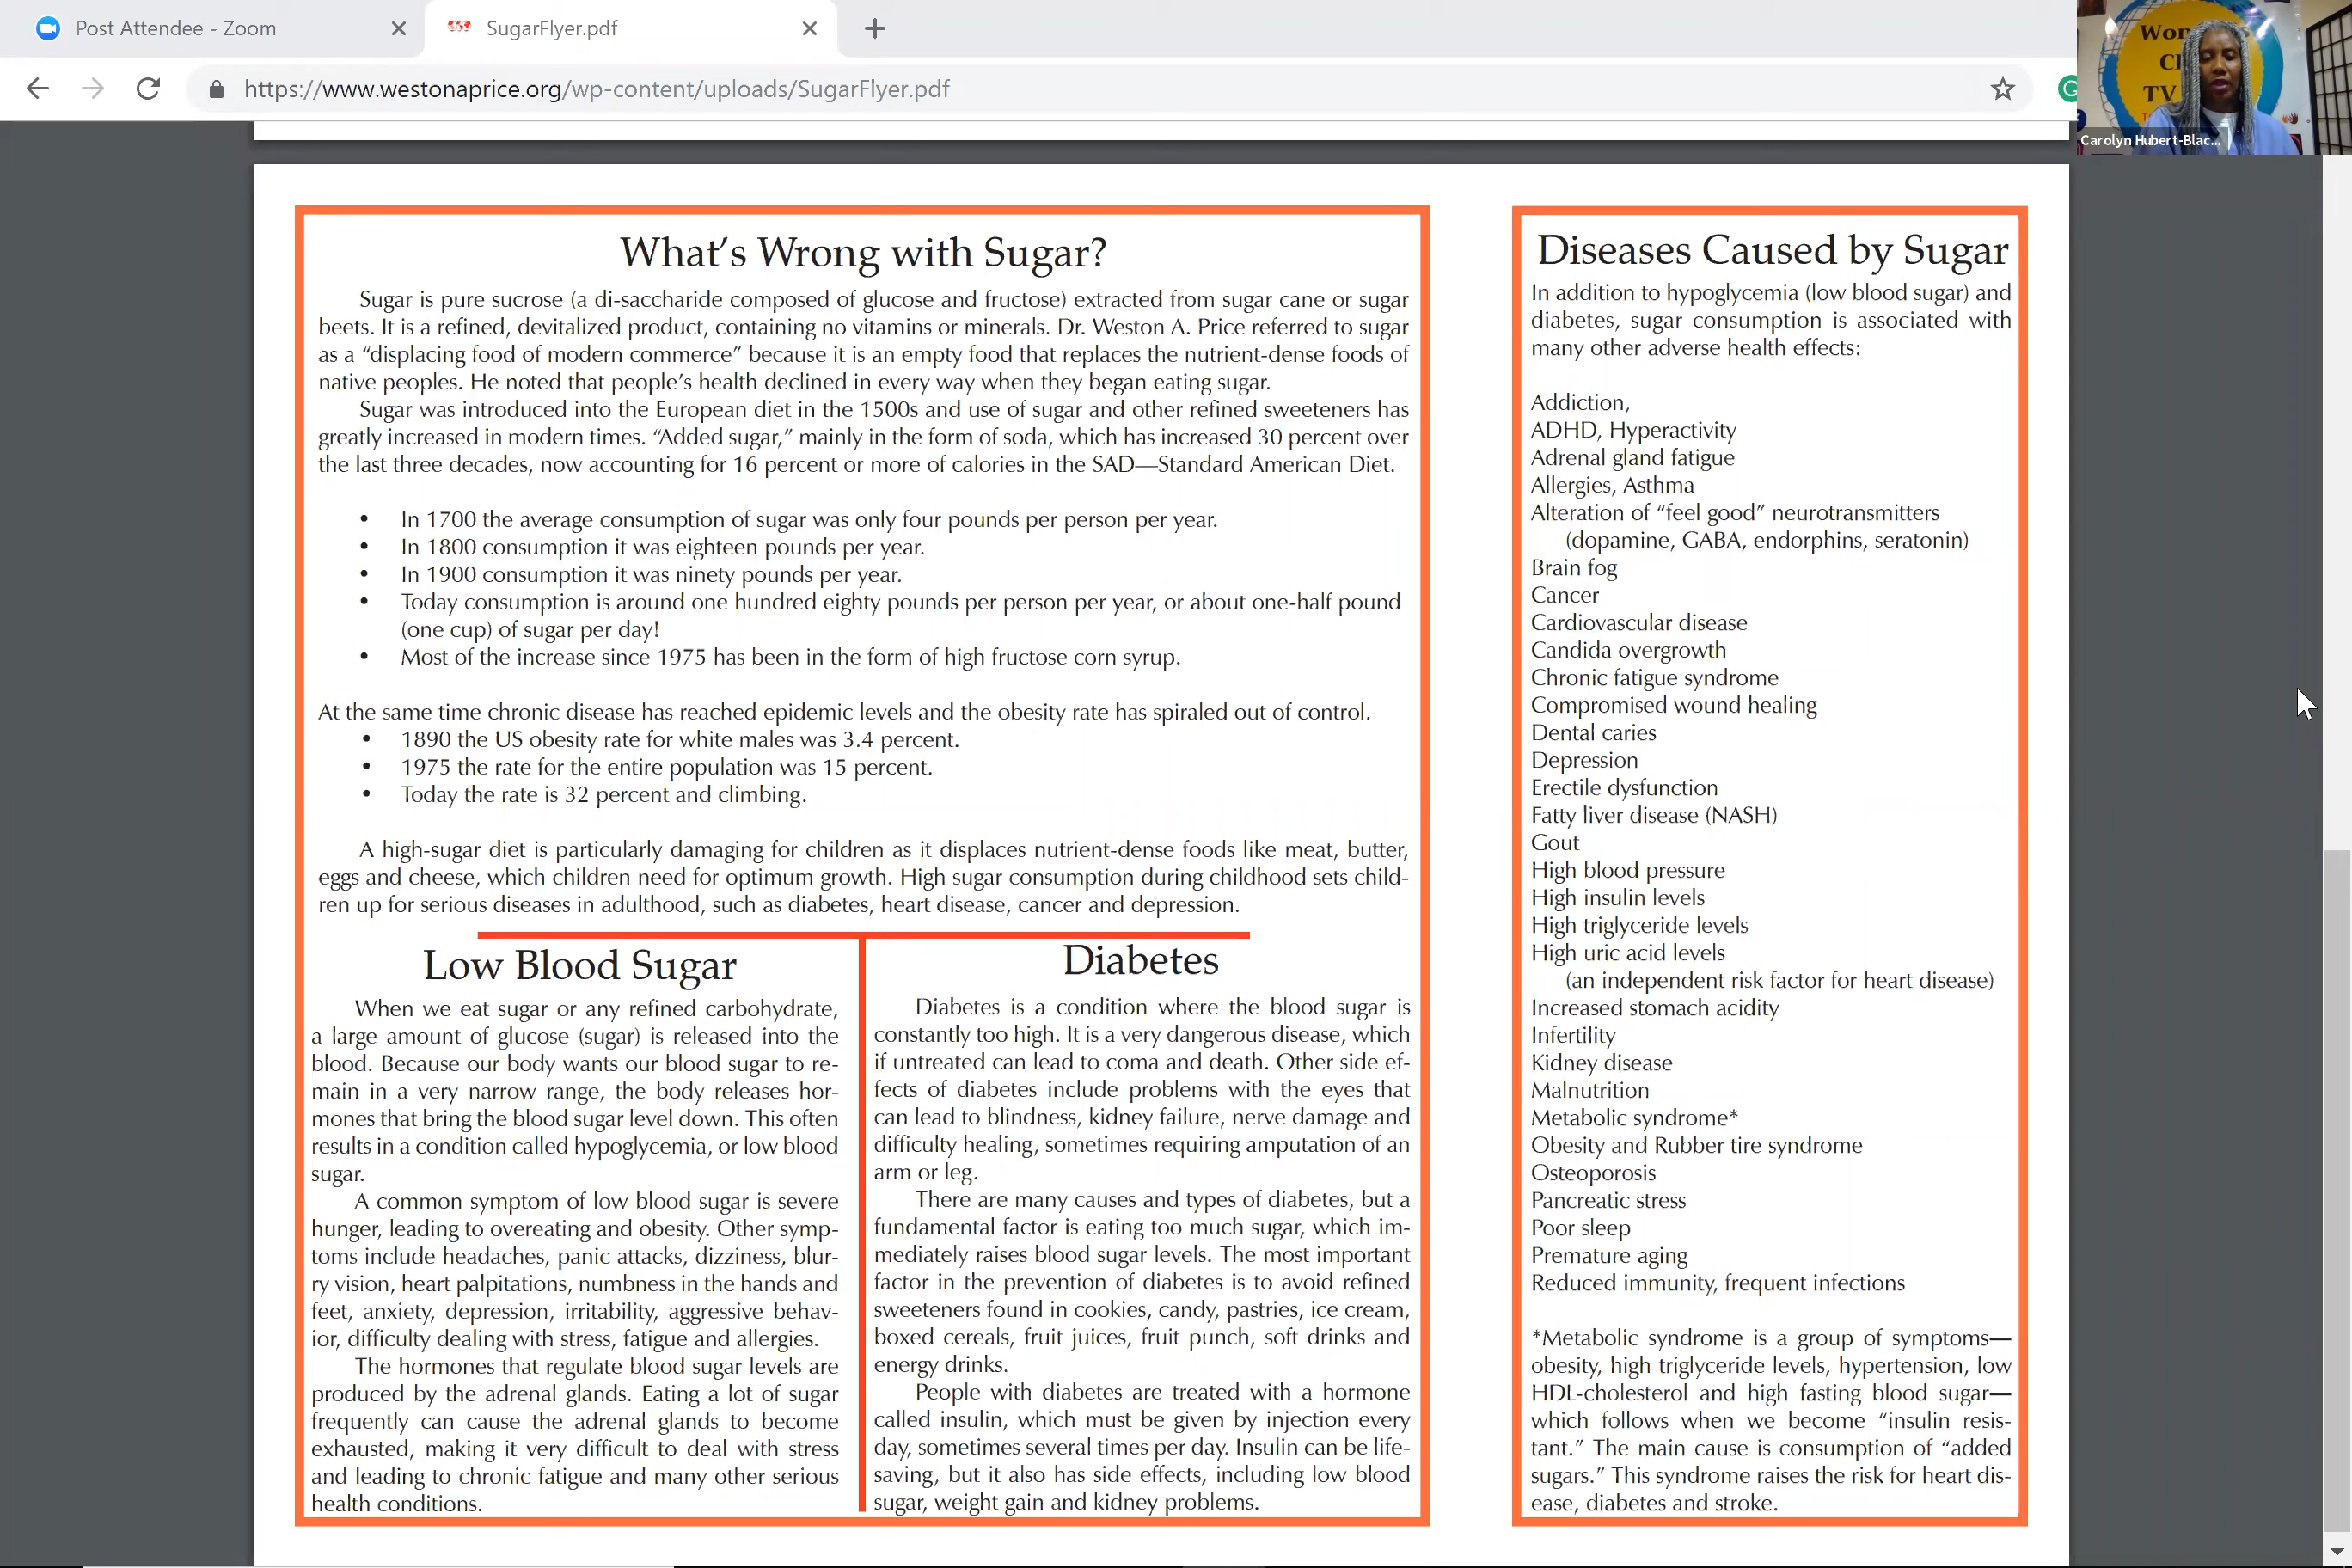 Post Attendee - Zoom
SugarFlyer.pdf
https://www.westonaprice.org/wp-content/uploads/SugarFlyer.pdf
TV
Carolyn Hubert-Blac...
What's Wrong with Sugar?
Sugar is pure sucrose (a di-saccharide composed of glucose and fructose) extracted from sugar cane or sugar
beets. It is a refined, devitalized product, containing no vitamins or minerals. Dr. Weston A. Price referred to sugar
as a "displacing food of modern commerce" because it is an empty food that replaces the nutrient-dense foods of
native peoples. He noted that people's health declined in every way when they began eating sugar.
Sugar was introduced into the European diet in the 1500s and use of sugar and other refined sweeteners has
greatly increased in modern times. "Added sugar," mainly in the form of soda, which has increased 30 percent over
the last three decades, now accounting for 16 percent or more of calories in the SAD—Standard American Diet.
• In 1700 the average consumption of sugar was only four pounds per person per year.
• In 1800 consumption it was eighteen pounds per year.
• In 1900 consumption it was ninety pounds per year.
• Today consumption is around one hundred eighty pounds per person per year, or about one-half pound
(one cup) of sugar per day!
• Most of the increase since 1975 has been in the form of high fructose corn syrup.
At the same time chronic disease has reached epidemic levels and the obesity rate has spiraled out of control.
• 1890 the US obesity rate for white males was 3.4 percent.
• 1975 the rate for the entire population was 15 percent.
• Today the rate is 32 percent and climbing.
A high-sugar diet is particularly damaging for children as it displaces nutrient-dense foods like meat, butter,
eggs and cheese, which children need for optimum growth. High sugar consumption during childhood sets child-
ren up for serious diseases in adulthood, such as diabetes, heart disease, cancer and depression.
Low Blood Sugar
When we eat sugar or any refined carbohydrate,
a large amount of glucose (sugar) is released into the
blood. Because our body wants our blood sugar to re-
main in a very narrow range, the body releases hor-
mones that bring the blood sugar level down. This often
results in a condition called hypoglycemia, or low blood
sugar.
A common symptom of low blood sugar is severe
hunger, leading to overeating and obesity. Other symp-
toms include headaches, panic attacks, dizziness, blur-
ry vision, heart palpitations, numbness in the hands and
feet, anxiety, depression, irritability, aggressive behav-
ior, difficulty dealing with stress, fatigue and allergies.
The hormones that regulate blood sugar levels are
produced by the adrenal glands. Eating a lot of sugar
frequently can cause the adrenal glands to become
exhausted, making it very difficult to deal with stress
and leading to chronic fatigue and many other serious
health conditions.
Diabetes
Diabetes is a condition where the blood sugar is
constantly too high. It is a very dangerous disease, which
if untreated can lead to coma and death. Other side ef-
fects of diabetes include problems with the eyes that
can lead to blindness, kidney failure, nerve damage and
difficulty healing, sometimes requiring amputation of an
arm or leg.
There are many causes and types of diabetes, but a
fundamental factor is eating too much sugar, which im-
mediately raises blood sugar levels. The most important
factor in the prevention of diabetes is to avoid refined
sweeteners found in cookies, candy, pastries, ice cream,
boxed cereals, fruit juices, fruit punch, soft drinks and
energy drinks.
People with diabetes are treated with a hormone
called insulin, which must be given by injection every
day, sometimes several times per day. Insulin can be life-
saving, but it also has side effects, including low blood
sugar, weight gain and kidney problems.
Diseases Caused by Sugar
In addition to hypoglycemia (low blood sugar) and
diabetes, sugar consumption is associated with
many other adverse health effects:
Addiction,
ADHD, Hyperactivity
Adrenal gland fatigue
Allergies, Asthma
Alteration of "feel good" neurotransmitters
(dopamine, GABA, endorphins, seratonin)
Brain fog
Cancer
Cardiovascular disease
Candida overgrowth
Chronic fatigue syndrome
Compromised wound healing
Dental caries
Depression
Erectile dysfunction
Fatty liver disease (NASH)
Gout
High blood pressure
High insulin levels
High triglyceride levels
High uric acid levels
(an independent risk factor for heart disease)
Increased stomach acidity
Infertility
Kidney disease
Malnutrition
Metabolic syndrome*
Obesity and Rubber tire syndrome
Osteoporosis
Pancreatic stress
Poor sleep
Premature aging
Reduced immunity, frequent infections
*Metabolic syndrome is a group of symptoms—
obesity, high triglyceride levels, hypertension, low
HDL-cholesterol and high fasting blood sugar—
which follows when we become "insulin resis-
tant." The main cause is consumption of "added
sugars." This syndrome raises the risk for heart dis-
ease, diabetes and stroke.